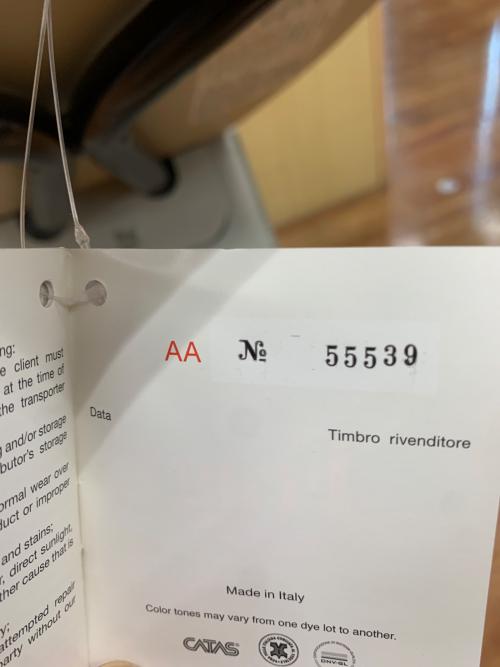 ng:
e client must
at the time of
the transporter
g and/or storage
butor's storage
ormal wear over
duct or improper
and stains;
r, direct sunlight,
ther cause that is
y;
attempted repair
party without our
AA № 55539
Data
Timbro rivenditore
Made in Italy
Color tones may vary from one dye lot to another.
CATAS
DNV-GL